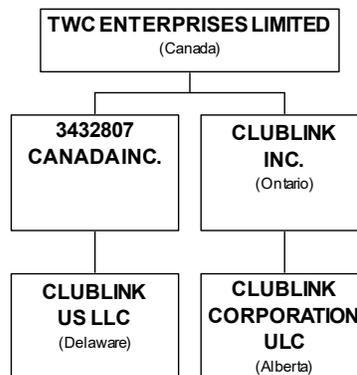 TWC ENTERPRISES LIMITED
(Canada)
3432807
CANADA INC.
CLUBLINK
INC.
(Ontario)
CLUBLINK
US LLC
(Delaware)
CLUBLINK
CORPORATION
ULC
(Alberta)